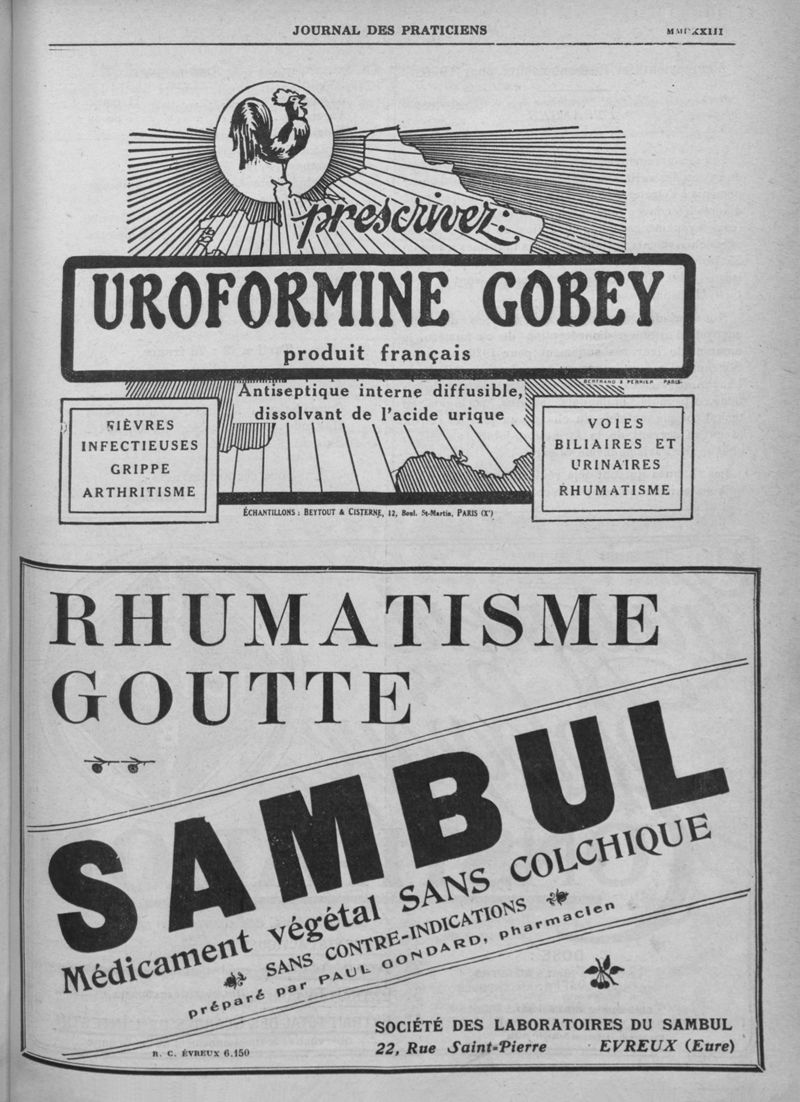 JOURNAL DES PRATICIENS
prescrivez:
UROFORMINE GOBEY
produit français
BERTRAND & PERRIER PARIS.
Antiseptique interne diffusible,
dissolvant de l'acide urique
FIÈVRES
INFECTIEUSES
GRIPPE
ARTHRITISME
VOIES
BILIAIRES ET
URINAIRES
RHUMATISME
ÉCHANTILLONS : BEYTOUT & CISTERNE, 12, Boul. St-Martin, PARIS (Xe)
RHUMATISME
GOUTTE
SAMBUL
Médicament végétal SANS COLCHIQUE
SANS CONTRE-INDICATIONS
préparé par PAUL GONDARD, pharmacien
SOCIÉTÉ DES LABORATOIRES DU SAMBUL
22, Rue Saint-Pierre EVREUX (Eure)
R. C. ÉVREUX 6.150